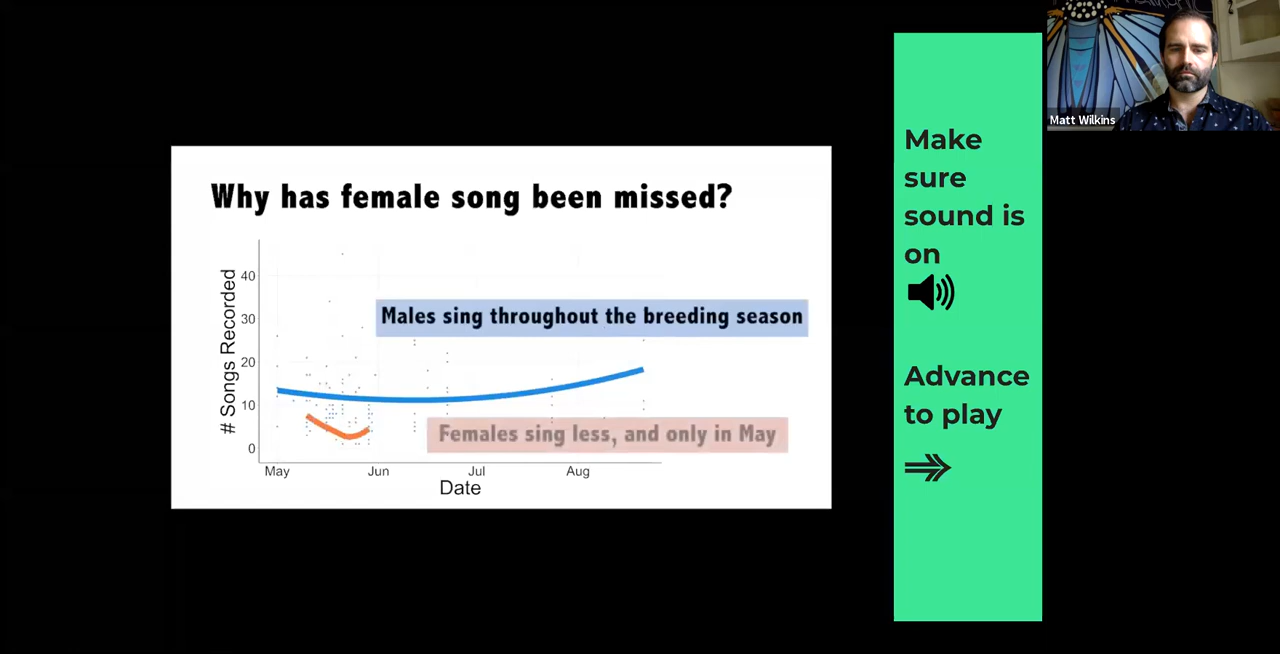 Why has female song been missed?
# Songs Recorded
40
30
20
10
0
Males sing throughout the breeding season
Females sing less, and only in May
May Jun Jul Aug
Date
Make
sure
sound is
on
Advance
to play
Matt Wilkins